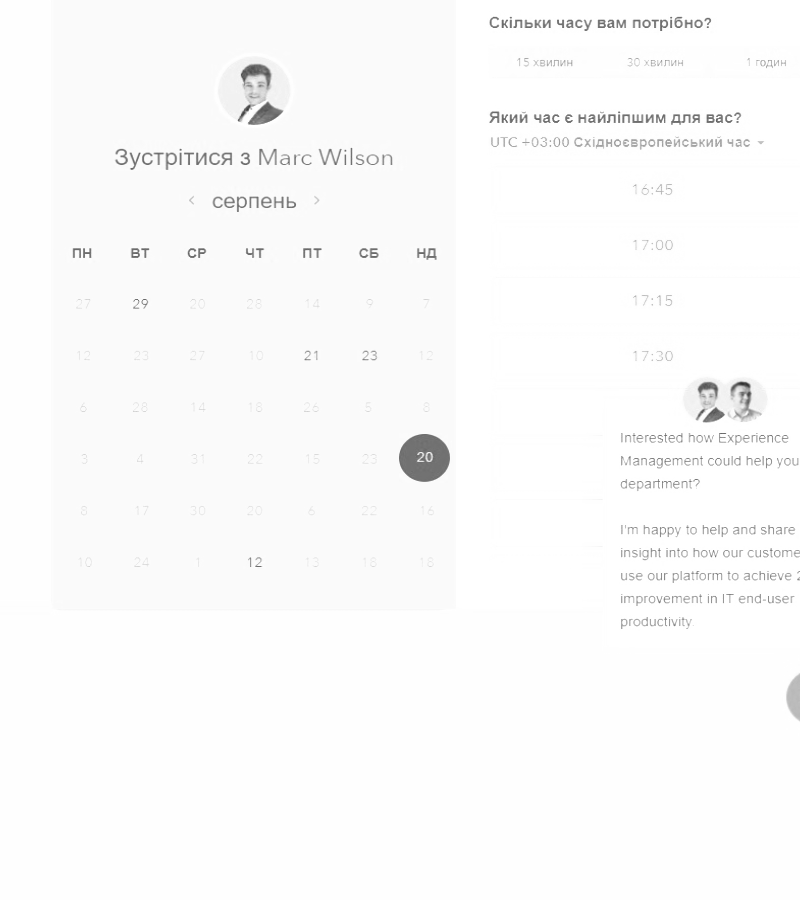 Зустрітися з Marc Wilson
серпень
ПН ВТ СР ЧТ ПТ СБ НД
27 29 20 28 14 9 7
12 23 27 10 21 23 12
6 28 14 18 26 5 8
3 4 31 22 15 23 20
8 17 30 20 6 22 16
10 24 1 12 13 18 18
Скільки часу вам потрібно?
15 хвилин 30 хвилин 1 годин
Який час є найліпшим для вас?
UTC +03:00 Східноєвропейський час
16:45
17:00
17:15
17:30
Interested how Experience
Management could help you
department?
I'm happy to help and share
insight into how our custome
use our platform to achieve 2
improvement in IT end-user
productivity